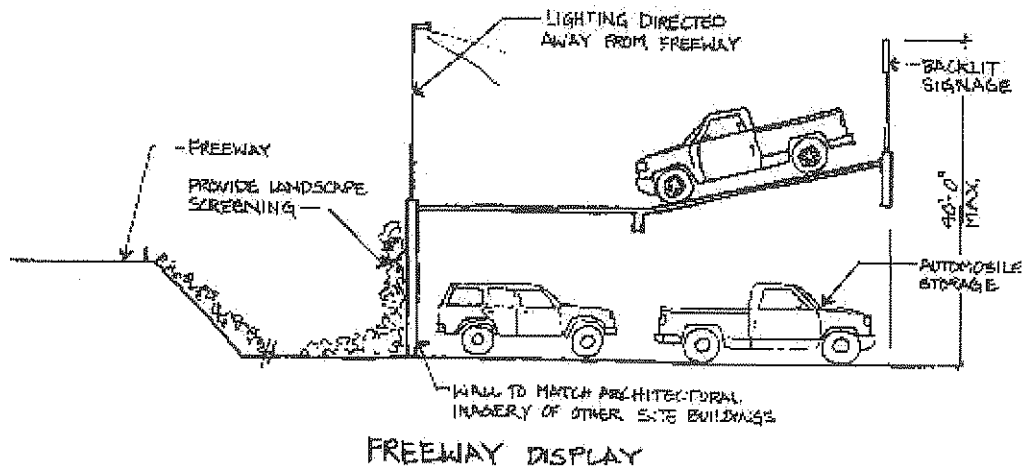 LIGHTING DIRECTED
AWAY FROM FREEWAY
BACKLIT
SIGNAGE
FREEWAY
PROVIDE LANDSCAPE
SCREENING
40'-0"
MAX.
AUTOMOBILE
STORAGE
WALL TO MATCH ARCHITECTURAL
IMAGERY OF OTHER SITE BUILDINGS
FREEWAY DISPLAY